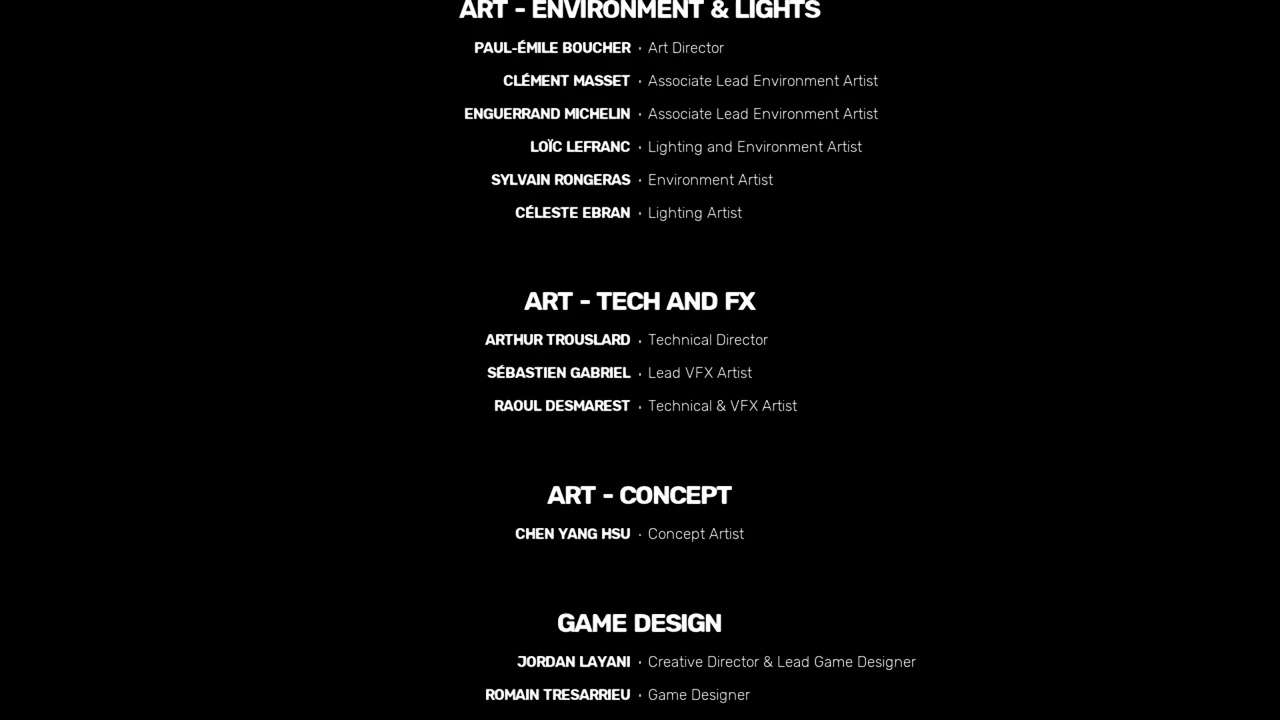 ART - ENVIRONMENT & LIGHTS
PAUL-ÉMILE BOUCHER · Art Director
CLÉMENT MASSET · Associate Lead Environment Artist
ENGUERRAND MICHELIN · Associate Lead Environment Artist
LOÏC LEFRANC · Lighting and Environment Artist
SYLVAIN RONGERAS · Environment Artist
CÉLESTE EBRAN · Lighting Artist
ART - TECH AND FX
ARTHUR TROUSLARD · Technical Director
SÉBASTIEN GABRIEL · Lead VFX Artist
RAOUL DESMAREST · Technical & VFX Artist
ART - CONCEPT
CHEN YANG HSU · Concept Artist
GAME DESIGN
JORDAN LAYANI · Creative Director & Lead Game Designer
ROMAIN TRESARRIEU · Game Designer